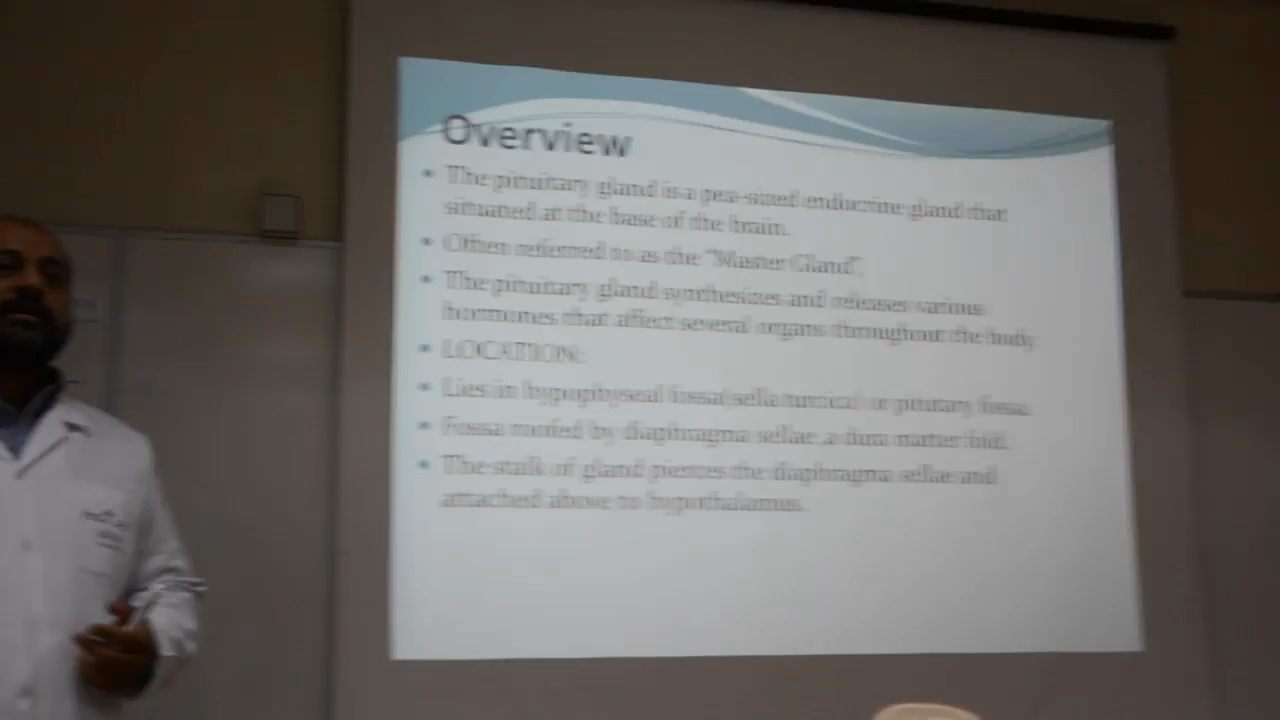 Overview
• The pituitary gland is a pea-sized endocrine gland that
situated at the base of the brain.
• Often referred to as the "Master Gland".
• The pituitary gland synthesizes and releases various
hormones that affect several organs throughout the body
• LOCATION:
• Lies in hypophyseal fossa(sella turcica) or pitutary fossa.
• Fossa roofed by diaphragma sellae a dura matter fold.
• The stalk of gland pierces the diaphragma sellae and
attached above to hypothalamus.